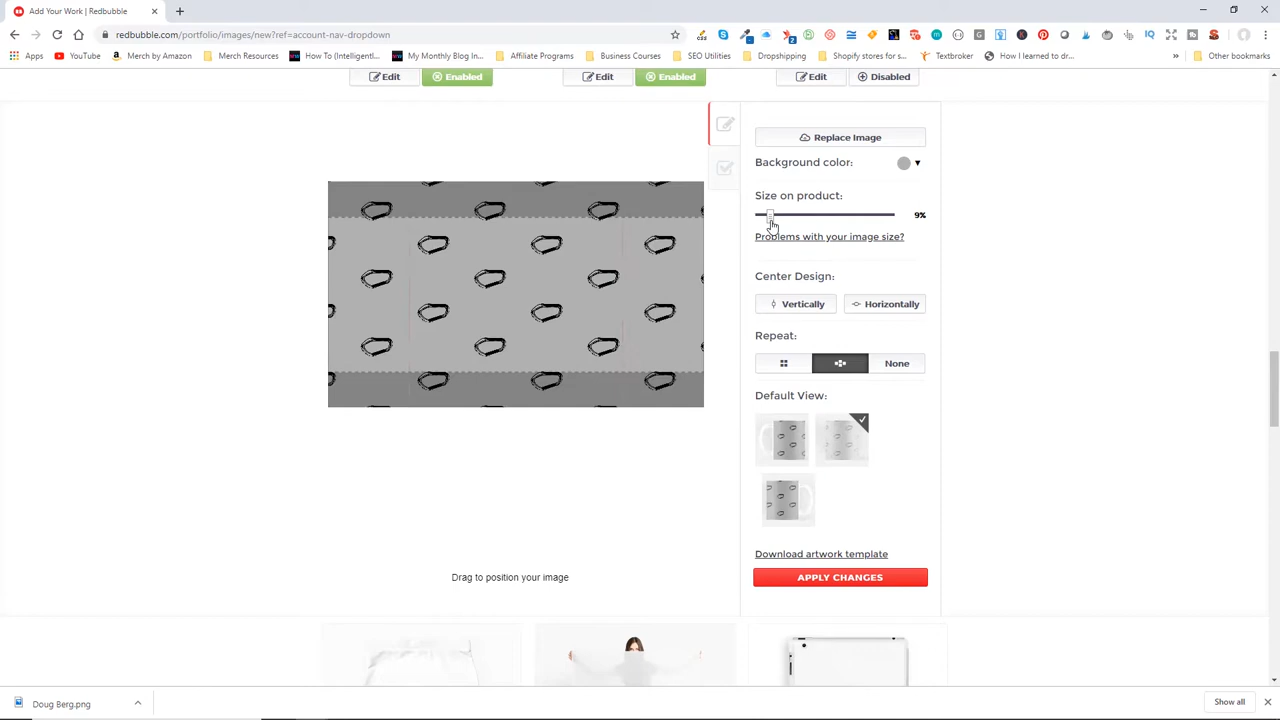 Add Your Work | Redbubble
redbubble.com/portfolio/images/new?ref=account-nav-dropdown
Apps
Merch by Amazon
Merch Resources
How To (Intelligentl...
My Monthly Blog In...
Affiliate Programs
Business Courses
SEO Utilities
Dropshipping
Shopify stores for s...
Textbroker
How I learned to dr...
»
Other bookmarks
Edit
Enabled
Edit
Enabled
Edit
Disabled
Replace Image
Background color:
Size on product:
9%
Problems with your image size?
Center Design:
Vertically
Horizontally
Repeat:
None
Default View:
Download artwork template
APPLY CHANGES
Drag to position your image
Doug Berg.png
Show all